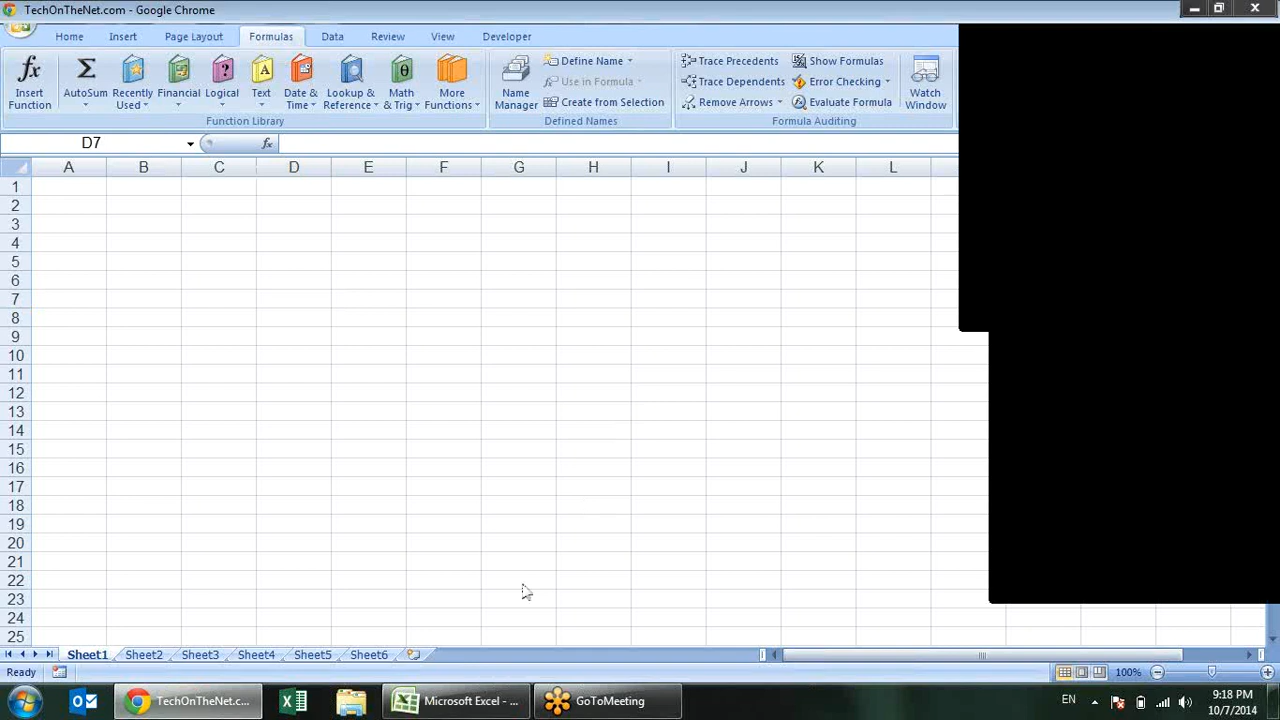 TechOnTheNet.com - Google Chrome
Home Insert Page Layout Formulas Data Review View Developer
fx Σ A θ
Insert Function
AutoSum
Recently Used
Financial
Logical
Text
Date & Time
Lookup & Reference
Math & Trig
More Functions
Function Library
Name Manager
Define Name
Use in Formula
Create from Selection
Defined Names
Trace Precedents
Trace Dependents
Remove Arrows
Show Formulas
Error Checking
Evaluate Formula
Formula Auditing
Watch Window
D7 fx
A B C D E F G H I J K L
1
2
3
4
5
6
7
8
9
10
11
12
13
14
15
16
17
18
19
20
21
22
23
24
25
Sheet1 Sheet2 Sheet3 Sheet4 Sheet5 Sheet6
Ready 100%
TechOnTheNet.c... Microsoft Excel - ... GoToMeeting EN 9:18 PM
10/7/2014